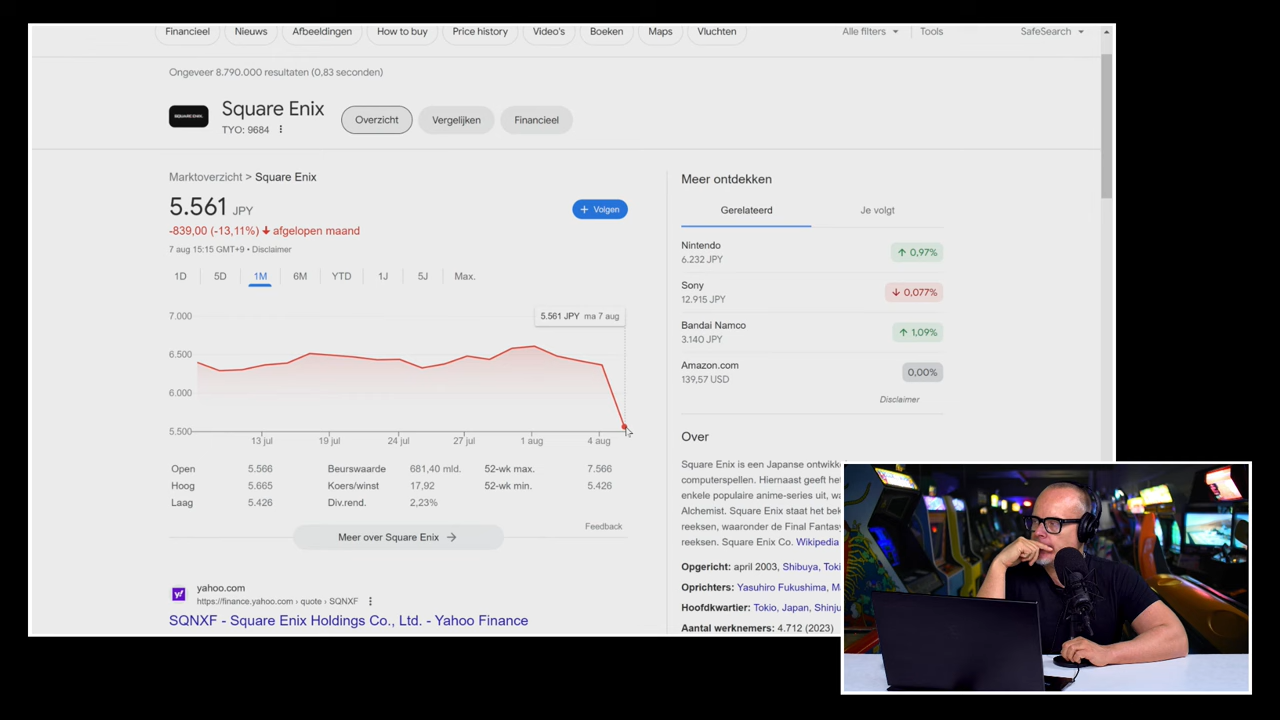 Financieel Nieuws Afbeeldingen How to buy Price history Video's Boeken Maps Vluchten All filters Tools SafeSearch
Ongeveer 8.790.000 resultaten (0,83 seconden)
SQUARE ENIX
Square Enix
TYO: 9684
Overzicht Vergelijken Financieel
Marktoverzicht > Square Enix
5.561 JPY
+ Volgen
-839,00 (-13,11%) afgelopen maand
7 aug 15:15 GMT+9 • Disclaimer
1D 5D 1M 6M YTD 1J 5J Max.
5.561 JPY ma 7 aug
7.000
6.500
6.000
5.500
13 jul 19 jul 24 jul 27 jul 1 aug 4 aug
Open 5.566 Beurswaarde 681,40 mld. 52-wk max. 7.566
Hoog 5.665 Koers/winst 17,92 52-wk min. 5.426
Laag 5.426 Div.rend. 2,23%
Feedback
Meer over Square Enix
yahoo.com
https://finance.yahoo.com › quote › SQNXF
SQNXF - Square Enix Holdings Co., Ltd. - Yahoo Finance
Meer ontdekken
Gerelateerd Je volgt
Nintendo
6.232 JPY
0,97%
Sony
12.915 JPY
0,077%
Bandai Namco
3.140 JPY
1,09%
Amazon.com
139,57 USD
0,00%
Disclaimer
Over
Square Enix is een Japanse ontwikke
computerspellen. Hiernaast geeft he
enkele populaire anime-series uit, wa
Alchemist. Square Enix staat het bek
reeksen, waaronder de Final Fantasy
reeksen. Square Enix Co. Wikipedia
Opgericht: april 2003, Shibuya, Toki
Oprichters: Yasuhiro Fukushima, M
Hoofdkwartier: Tokio, Japan, Shinju
Aantal werknemers: 4.712 (2023)